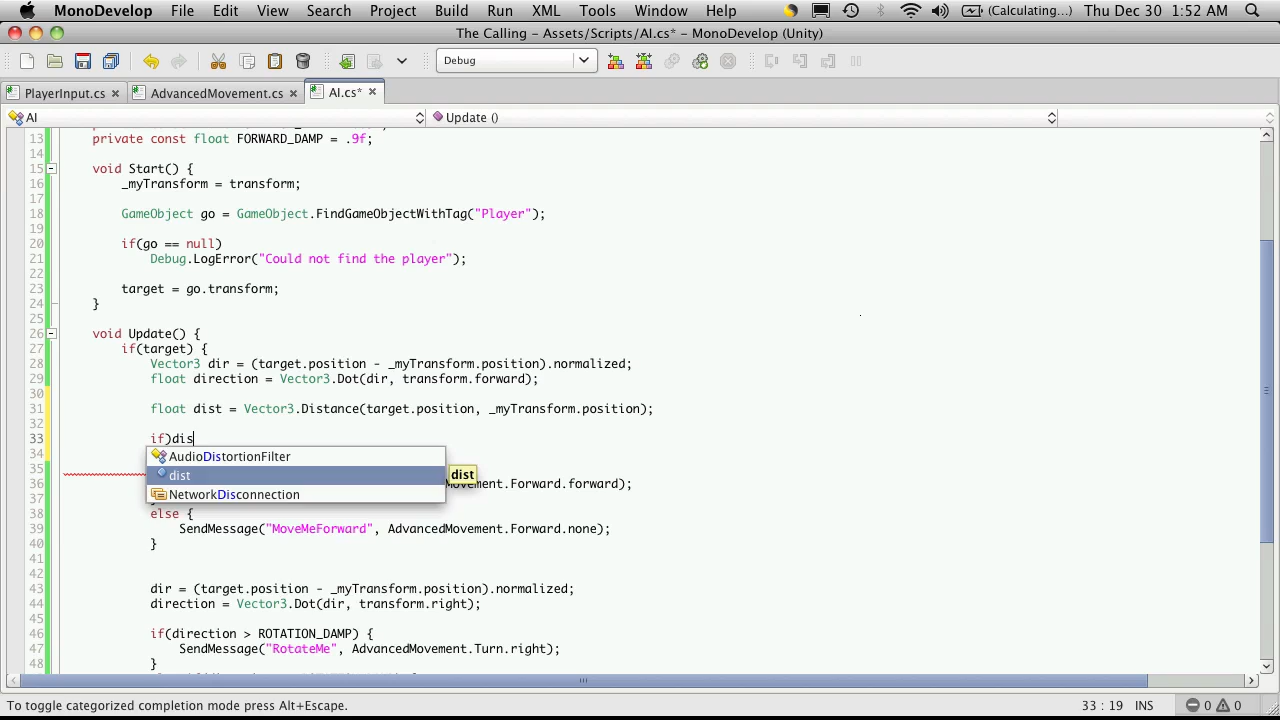 MonoDevelop File Edit View Search Project Build Run XML Tools Window Help (Calculating...) Thu Dec 30 1:52 AM
The Calling - Assets/Scripts/AI.cs* - MonoDevelop (Unity)
Debug
PlayerInput.cs AdvancedMovement.cs AI.cs*
AI Update ()
13 private const float FORWARD_DAMP = .9f;
14
15 void Start() {
16 _myTransform = transform;
17
18 GameObject go = GameObject.FindGameObjectWithTag("Player");
19
20 if(go == null)
21 Debug.LogError("Could not find the player");
22
23 target = go.transform;
24 }
25
26 void Update() {
27 if(target) {
28 Vector3 dir = (target.position - _myTransform.position).normalized;
29 float direction = Vector3.Dot(dir, transform.forward);
30
31 float dist = Vector3.Distance(target.position, _myTransform.position);
32
33 if)dis
34 AudioDistortionFilter
35 dist dist
36 vement.Forward.forward);
NetworkDisconnection
37
38 else {
39 SendMessage("MoveMeForward", AdvancedMovement.Forward.none);
40 }
41
42
43 dir = (target.position - _myTransform.position).normalized;
44 direction = Vector3.Dot(dir, transform.right);
45
46 if(direction > ROTATION_DAMP) {
47 SendMessage("RotateMe", AdvancedMovement.Turn.right);
48 }
To toggle categorized completion mode press Alt+Escape. 33 : 19 INS 0 0